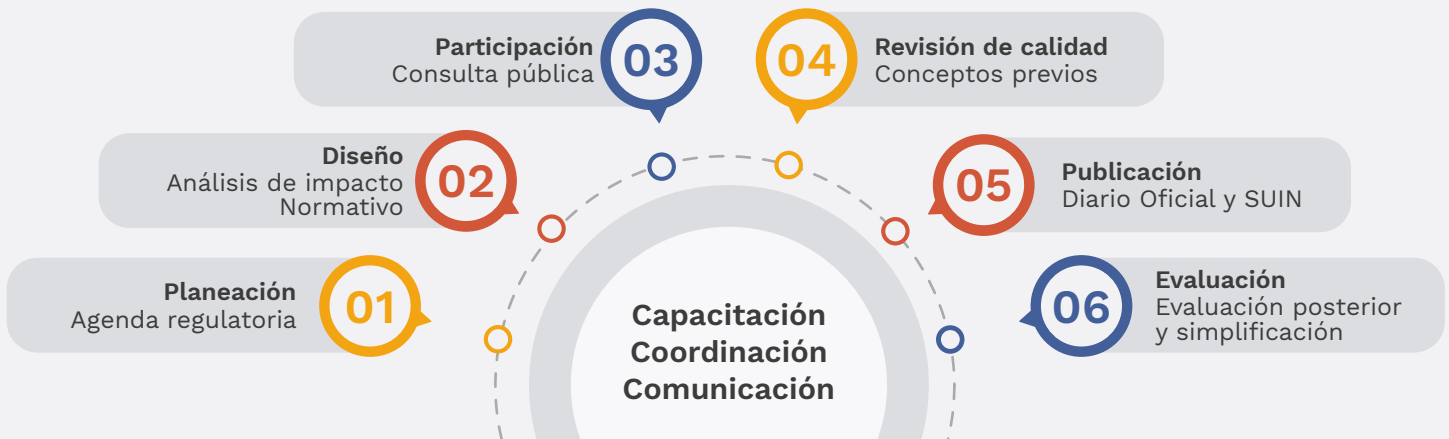 01
Planeación
Agenda regulatoria
02
Diseño
Análisis de impacto
Normativo
03
Participación
Consulta pública
04
Revisión de calidad
Conceptos previos
05
Publicación
Diario Oficial y SUIN
06
Evaluación
Evaluación posterior
y simplificación
Capacitación
Coordinación
Comunicación